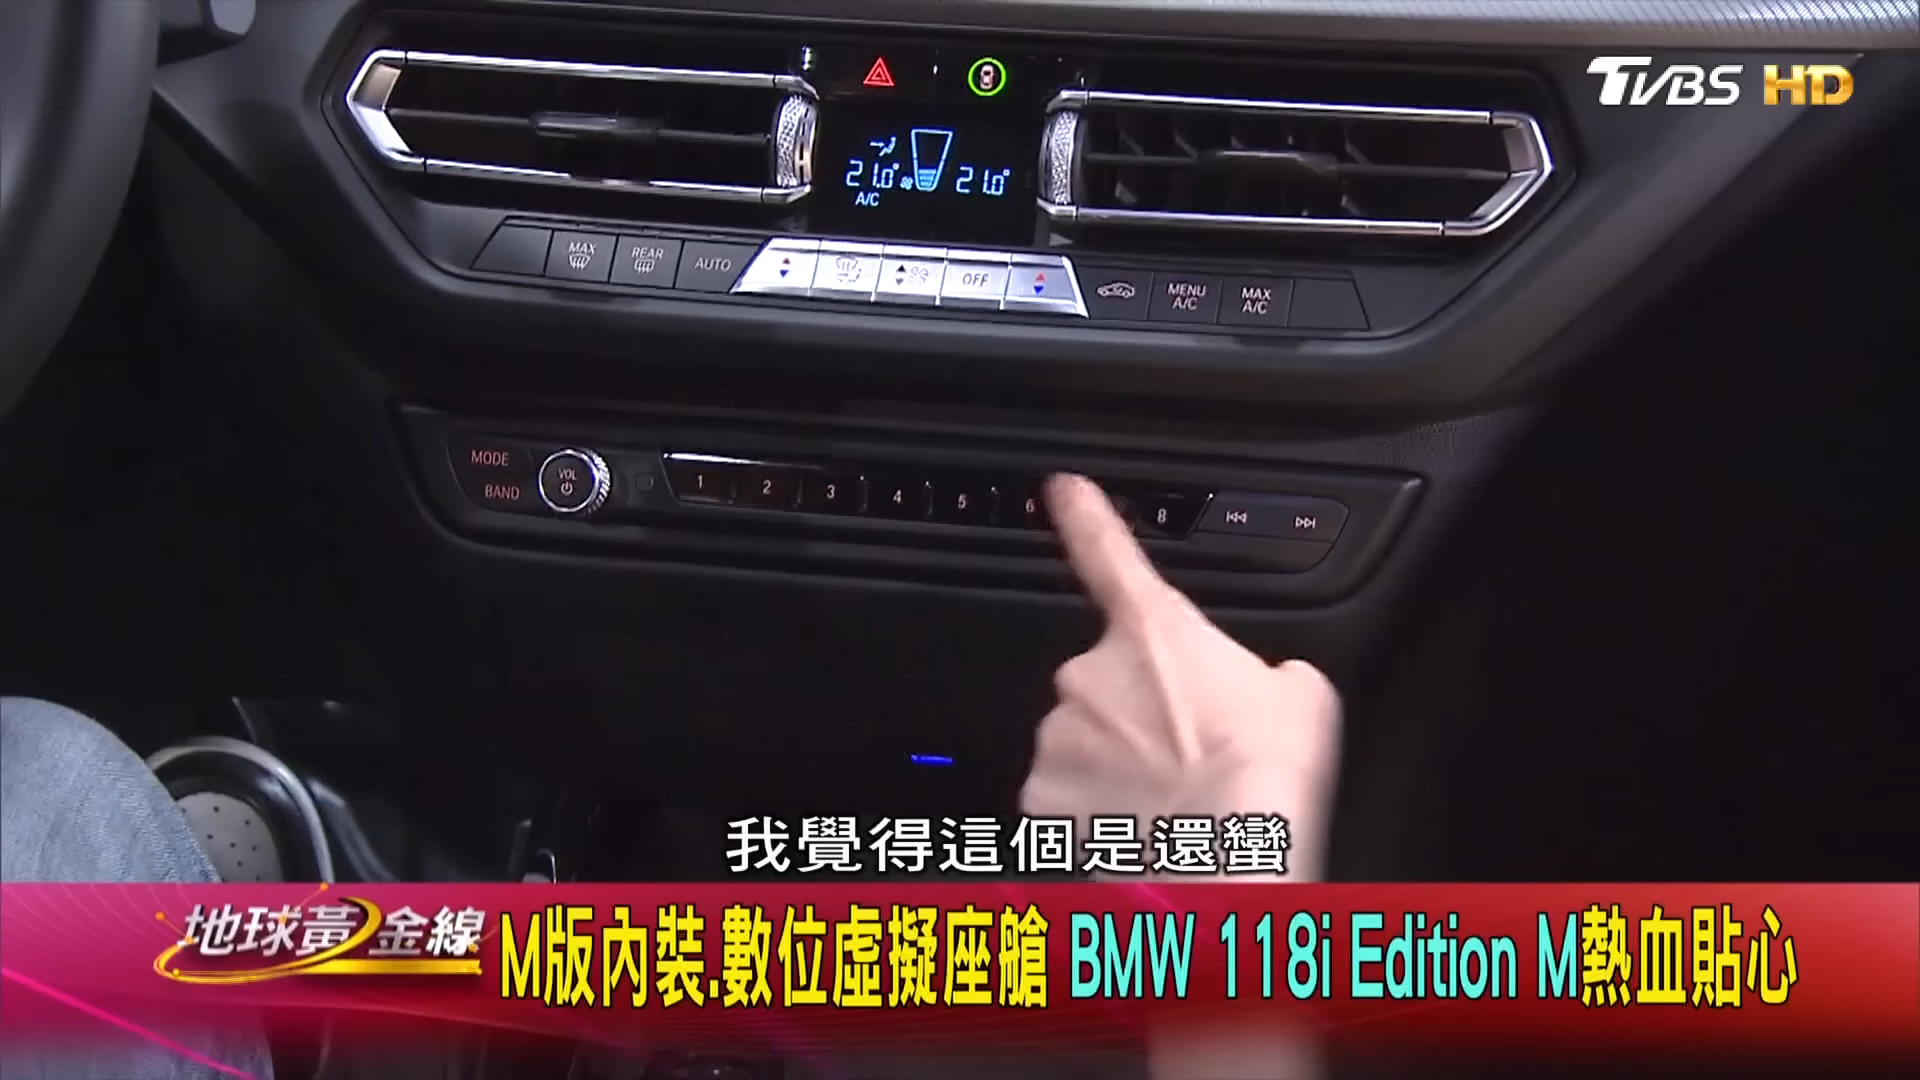 TVBS HD
21.0°
21.0°
A/C
MAX
REAR
AUTO
OFF
MENU A/C
MAX A/C
MODE
BAND
VOL
1 2 3 4 5 6 8
我覺得這個是還蠻
地球黃金線
M版內裝.數位虛擬座艙 BMW 118i Edition M熱血貼心